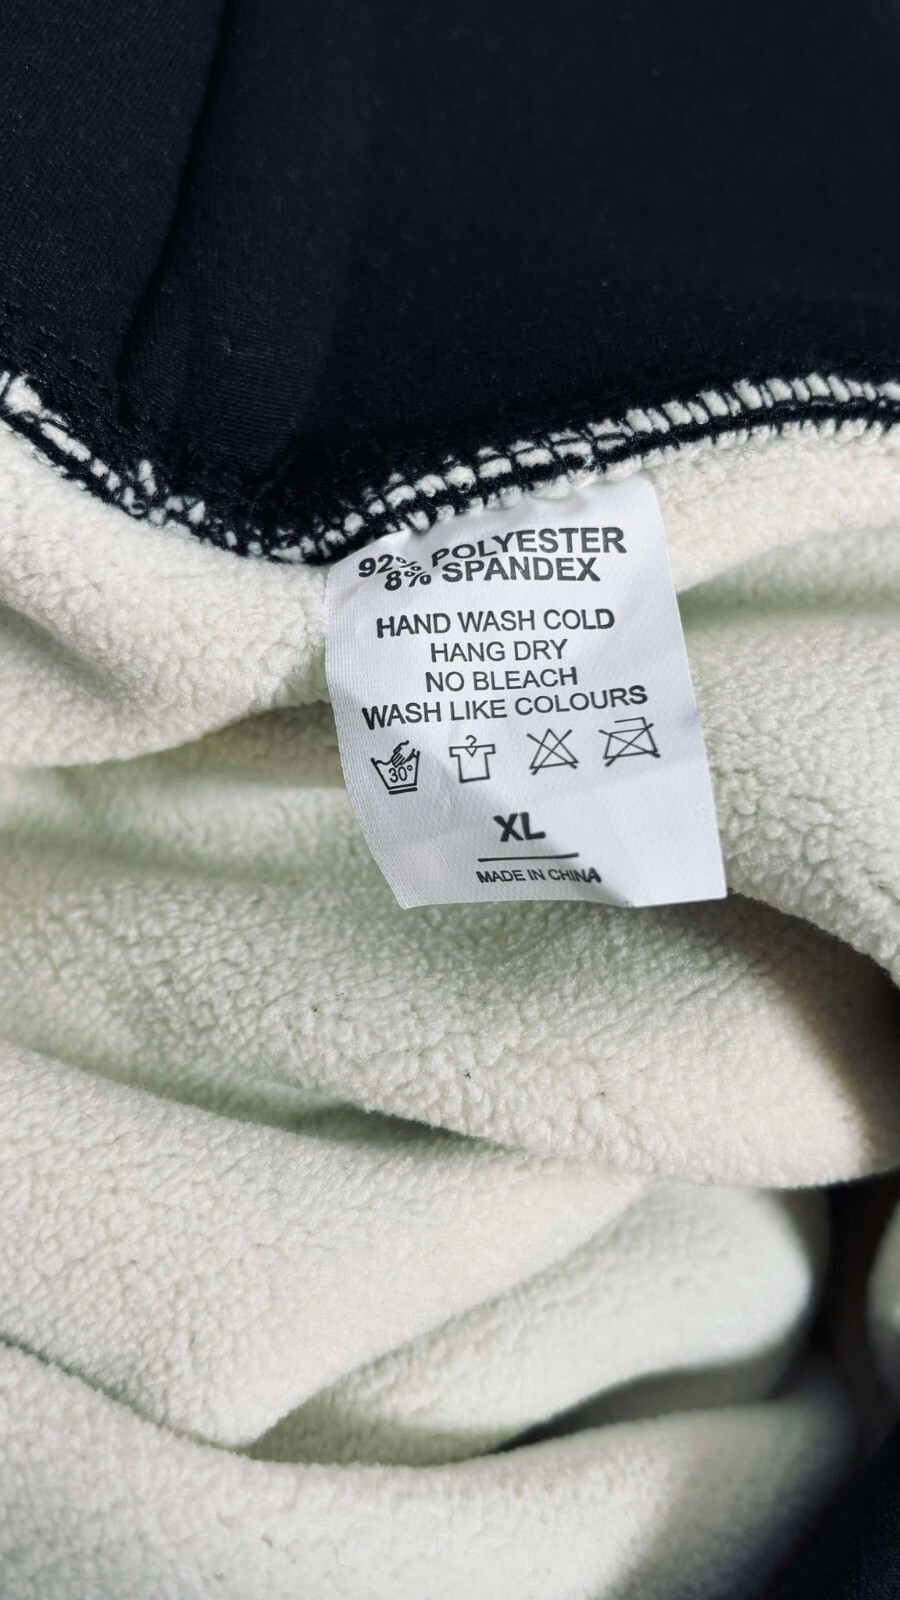 92% POLYESTER
8% SPANDEX
HAND WASH COLD
HANG DRY
NO BLEACH
WASH LIKE COLOURS
30°
XL
MADE IN CHINA